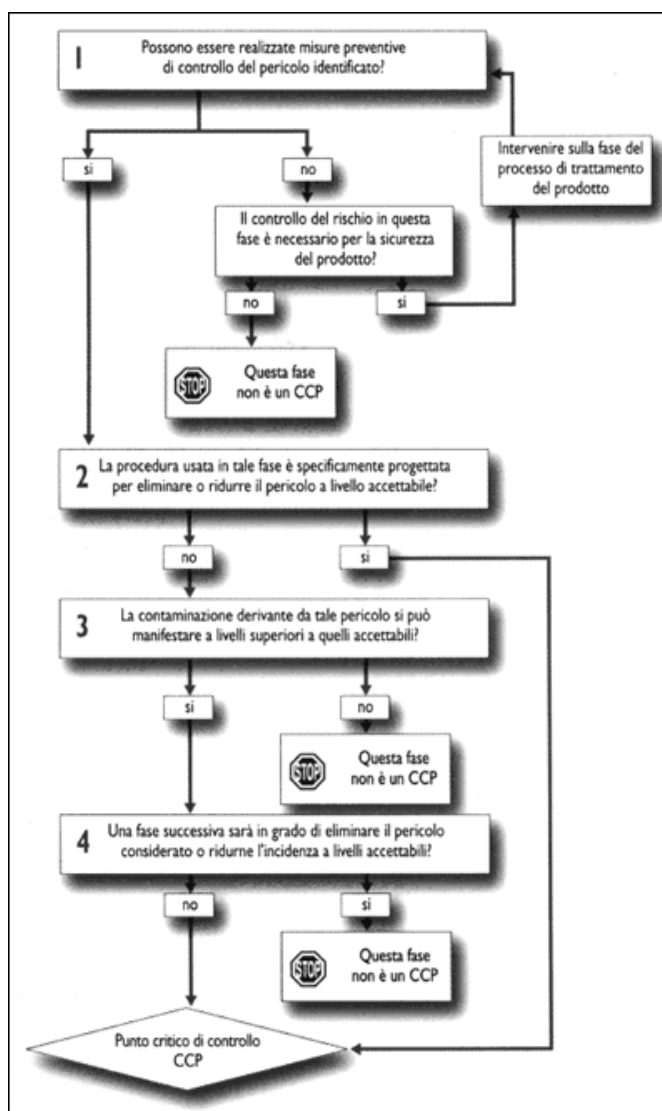 1
Possono essere realizzate misure preventive
di controllo del pericolo identificato?
si
no
Intervenire sulla fase del
processo di trattamento
del prodotto
Il controllo del rischio in questa
fase è necessario per la sicurezza
del prodotto?
no
si
STOP
Questa fase
non è un CCP
2
La procedura usata in tale fase è specificamente progettata
per eliminare o ridurre il pericolo a livello accettabile?
no
si
3
La contaminazione derivante da tale pericolo si può
manifestare a livelli superiori a quelli accettabili?
si
no
STOP
Questa fase
non è un CCP
4
Una fase successiva sarà in grado di eliminare il pericolo
considerato o ridurne l'incidenza a livelli accettabili?
no
si
STOP
Questa fase
non è un CCP
Punto critico di controllo
CCP